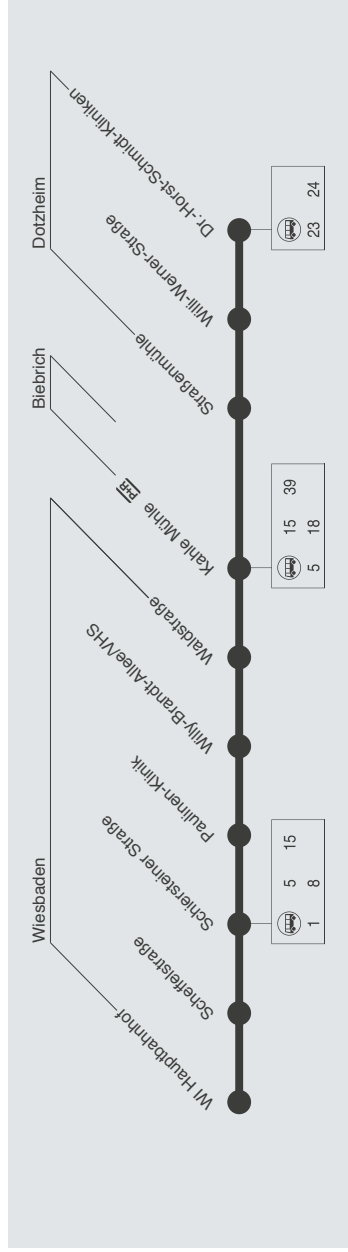 Wiesbaden
Biebrich
Dotzheim
WI Hauptbahnhof
Scheffelstraße
Schiersteiner Straße
Paulinen-Klinik
Willy-Brandt-Allee/VHS
Waldstraße
Kahle Mühle P+R
Straßenmühle
Willi-Werner-Straße
Dr.-Horst-Schmidt-Kliniken
5 15
1 8
15 39
5 18
23 24